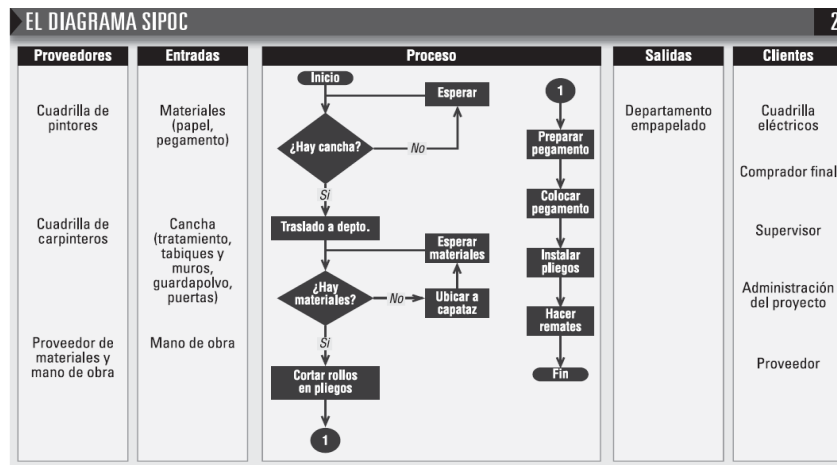 EL DIAGRAMA SIPOC
2
Proveedores
Cuadrilla de
pintores
Cuadrilla de
carpinteros
Proveedor de
materiales y
mano de obra
Entradas
Materiales
(papel,
pegamento)
Cancha
(tratamiento,
tabiques y
muros,
guardapolvo,
puertas)
Mano de obra
Proceso
Inicio
Esperar
¿Hay cancha?
No
Si
Traslado a depto.
Esperar
materiales
¿Hay
materiales?
No
Ubicar a
capataz
Si
Cortar rollos
en pliegos
1
1
Preparar
pegamento
Colocar
pegamento
Instalar
pliegos
Hacer
remates
Fin
Salidas
Departamento
empapelado
Clientes
Cuadrilla
eléctricos
Comprador final
Supervisor
Administración
del proyecto
Proveedor